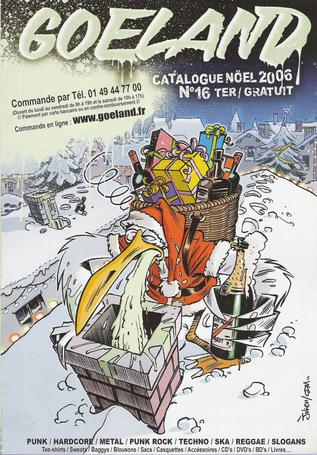 GOELAND
CATALOGUE NOËL 2006
N°16 TER/GRATUIT
Commande par Tél. 01 49 44 77 00
(Ouvert du lundi au vendredi de 9h à 19h et le samedi de 10h à 17h)
// Paiement par carte bancaire ou en contre-remboursement//
Commande en ligne : www.goeland.fr
BRUT
PUNK / HARDCORE / METAL / PUNK ROCK / TECHNO / SKA / REGGAE / SLOGANS
Tee-shirts / Sweats/ Baggys / Blousons / Sacs / Casquettes // Accéssoires / CD's / DVD's / BD's / Livres...